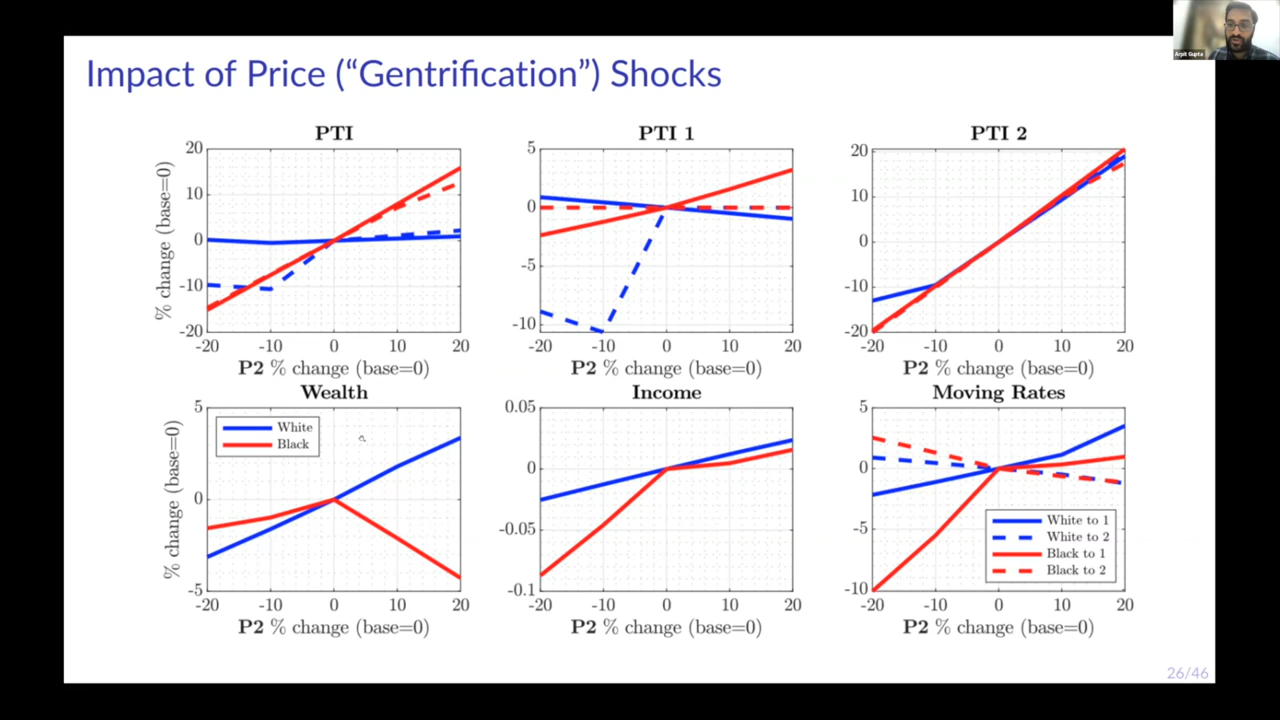 Arpit Gupta
Impact of Price (“Gentrification”) Shocks
PTI
20
10
0
-10
-20
% change (base=0)
-20 -10 0 10 20
P2 % change (base=0)
PTI 1
5
0
-5
-10
-20 -10 0 10 20
P2 % change (base=0)
PTI 2
20
10
0
-10
-20
-20 -10 0 10 20
P2 % change (base=0)
Wealth
5
0
-5
% change (base=0)
White
Black
-20 -10 0 10 20
P2 % change (base=0)
Income
0.05
0
-0.05
-0.1
-20 -10 0 10 20
P2 % change (base=0)
Moving Rates
5
0
-5
-10
White to 1
White to 2
Black to 1
Black to 2
-20 -10 0 10 20
P2 % change (base=0)
26/46